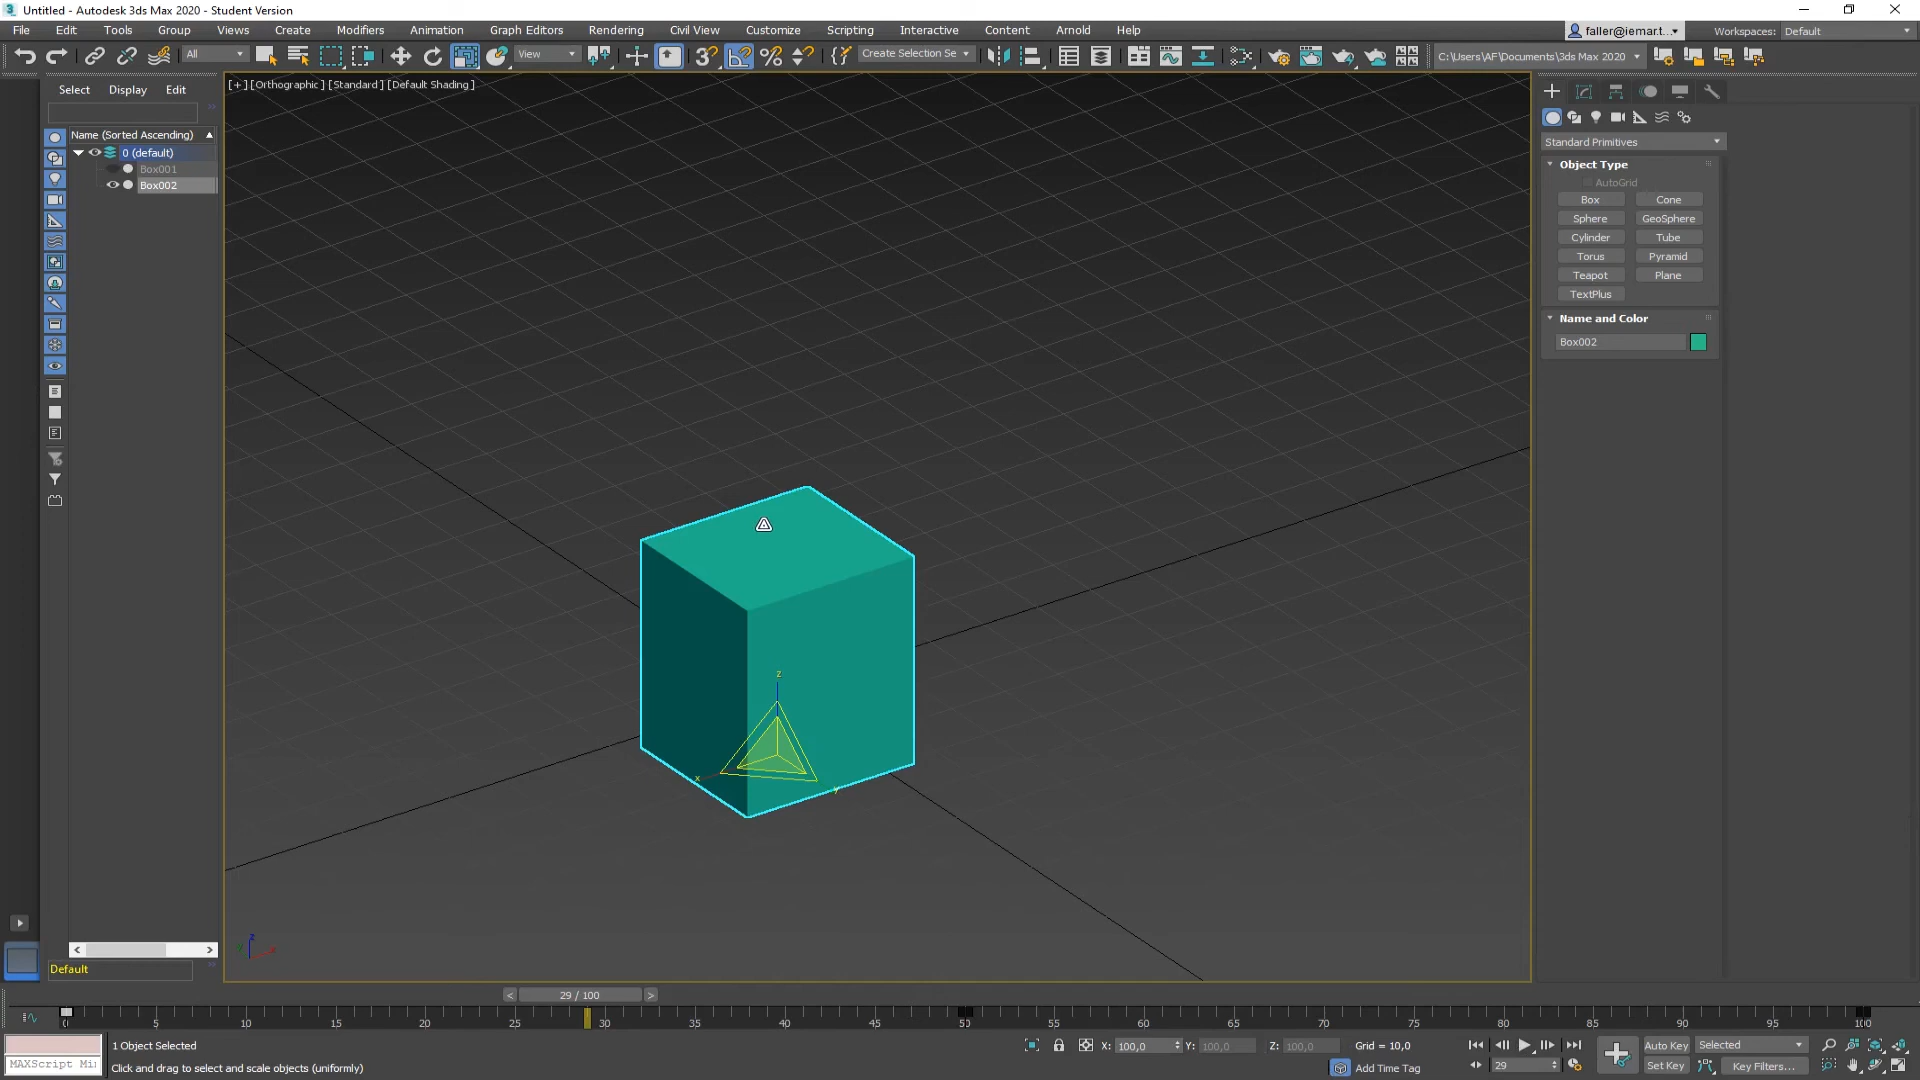 Untitled - Autodesk 3ds Max 2020 - Student Version
File Edit Tools Group Views Create Modifiers Animation Graph Editors Rendering Civil View Customize Scripting Interactive Content Arnold Help
faller@iemar.t... Workspaces: Default
All View Create Selection Se C:\Users\AF\Documents\3ds Max 2020
Select Display Edit
[+] [Orthographic ] [Standard ] [Default Shading ]
Name (Sorted Ascending)
0 (default)
Box001
Box002
Standard Primitives
Object Type
AutoGrid
Box Cone
Sphere GeoSphere
Cylinder Tube
Torus Pyramid
Teapot Plane
TextPlus
Name and Color
Box002
z
x
y
z
x
Default
< 29 / 100 >
0 5 10 15 20 25 30 35 40 45 50 55 60 65 70 75 80 85 90 95 100
1 Object Selected
X: 100,0 Y: 100,0 Z: 100,0 Grid = 10,0
Auto Key Selected
MAXScript Mi
Click and drag to select and scale objects (uniformly)
Add Time Tag
29
Set Key Key Filters...